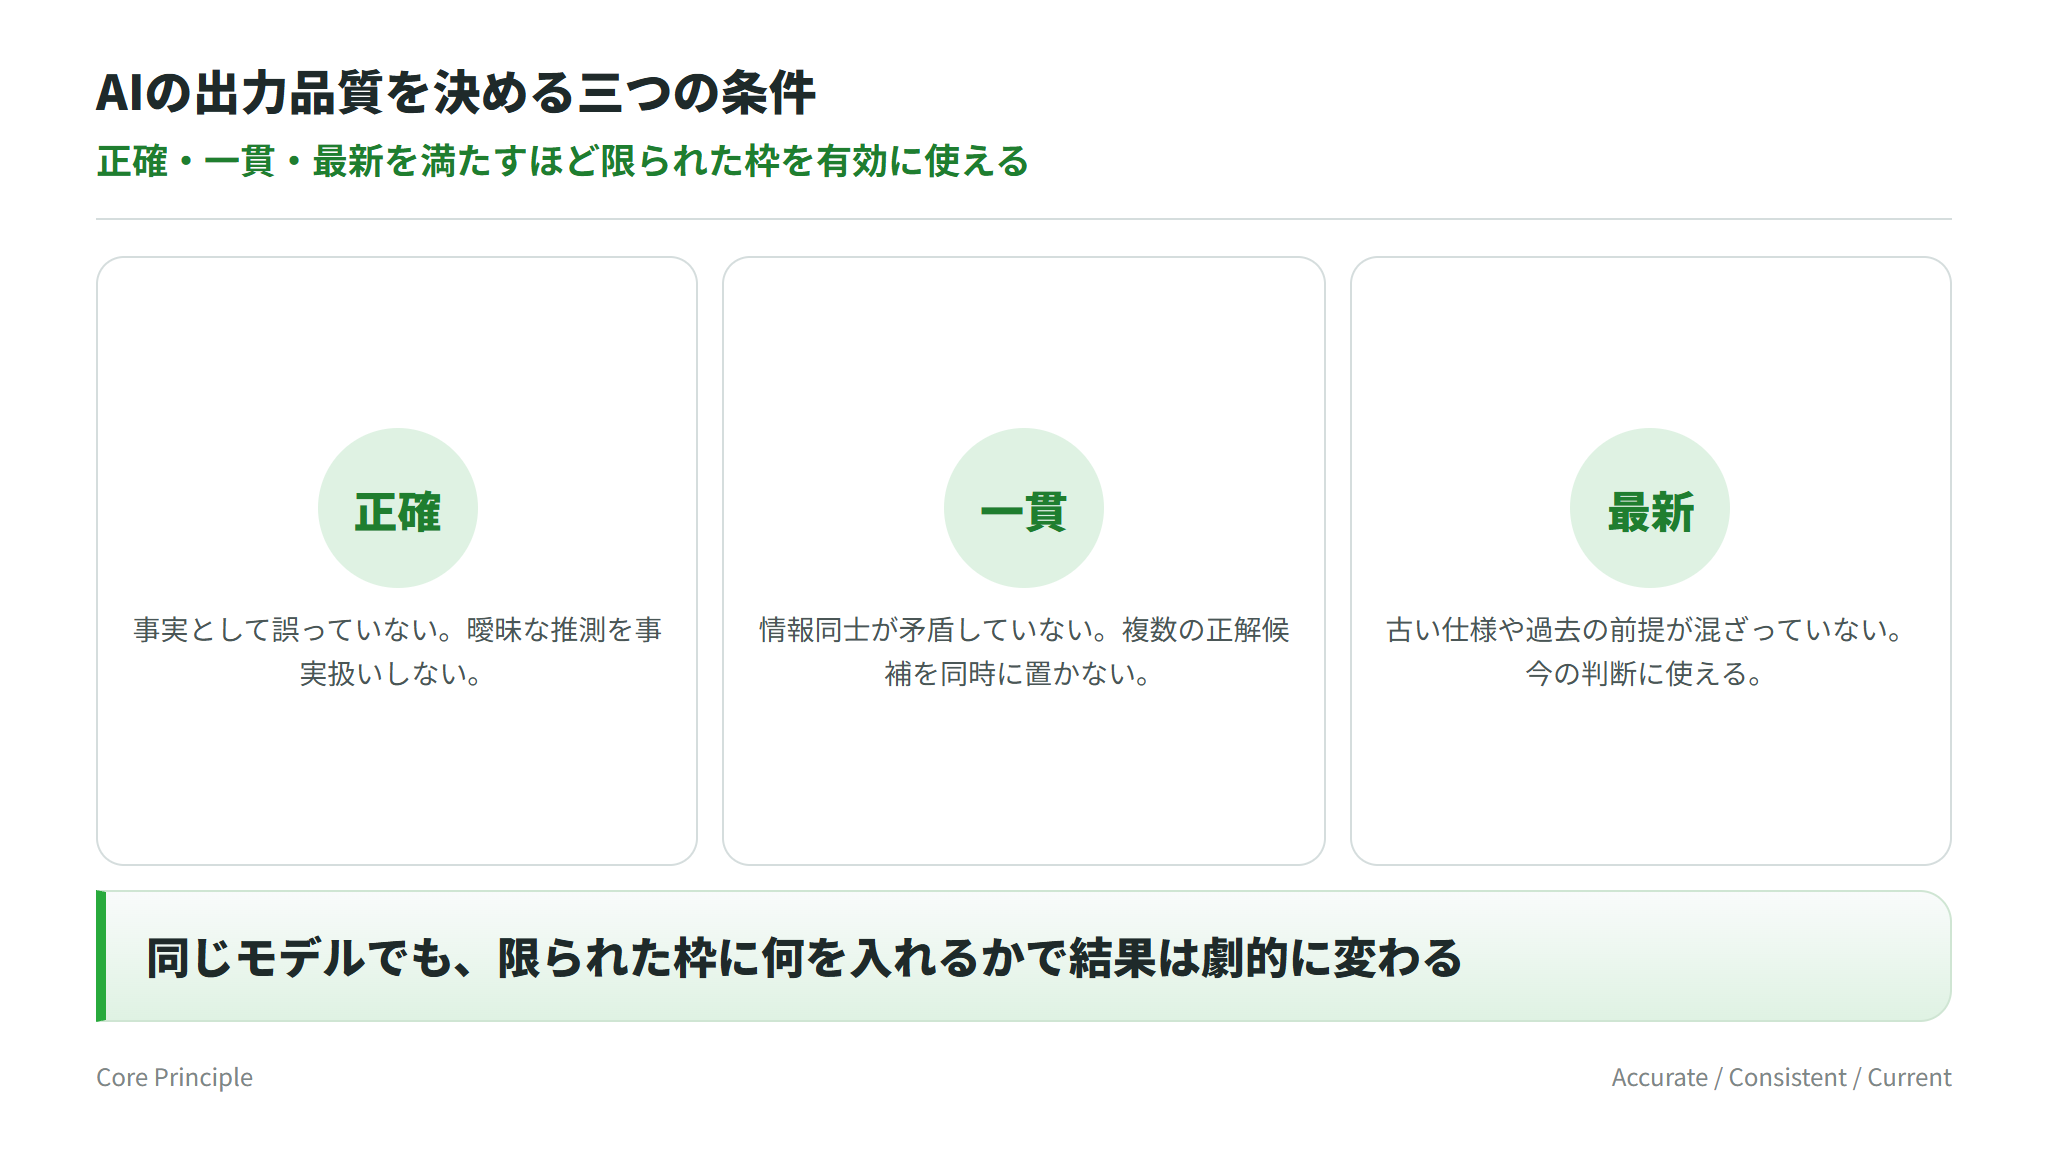 AIの出力品質を決める三つの条件
正確・一貫・最新を満たすほど限られた枠を有効に使える
正確
事実として誤っていない。曖昧な推測を事
実扱いしない。
一貫
情報同士が矛盾していない。複数の正解候
補を同時に置かない。
最新
古い仕様や過去の前提が混ざっていない。
今の判断に使える。
同じモデルでも、限られた枠に何を入れるかで結果は劇的に変わる
Core Principle
Accurate / Consistent / Current